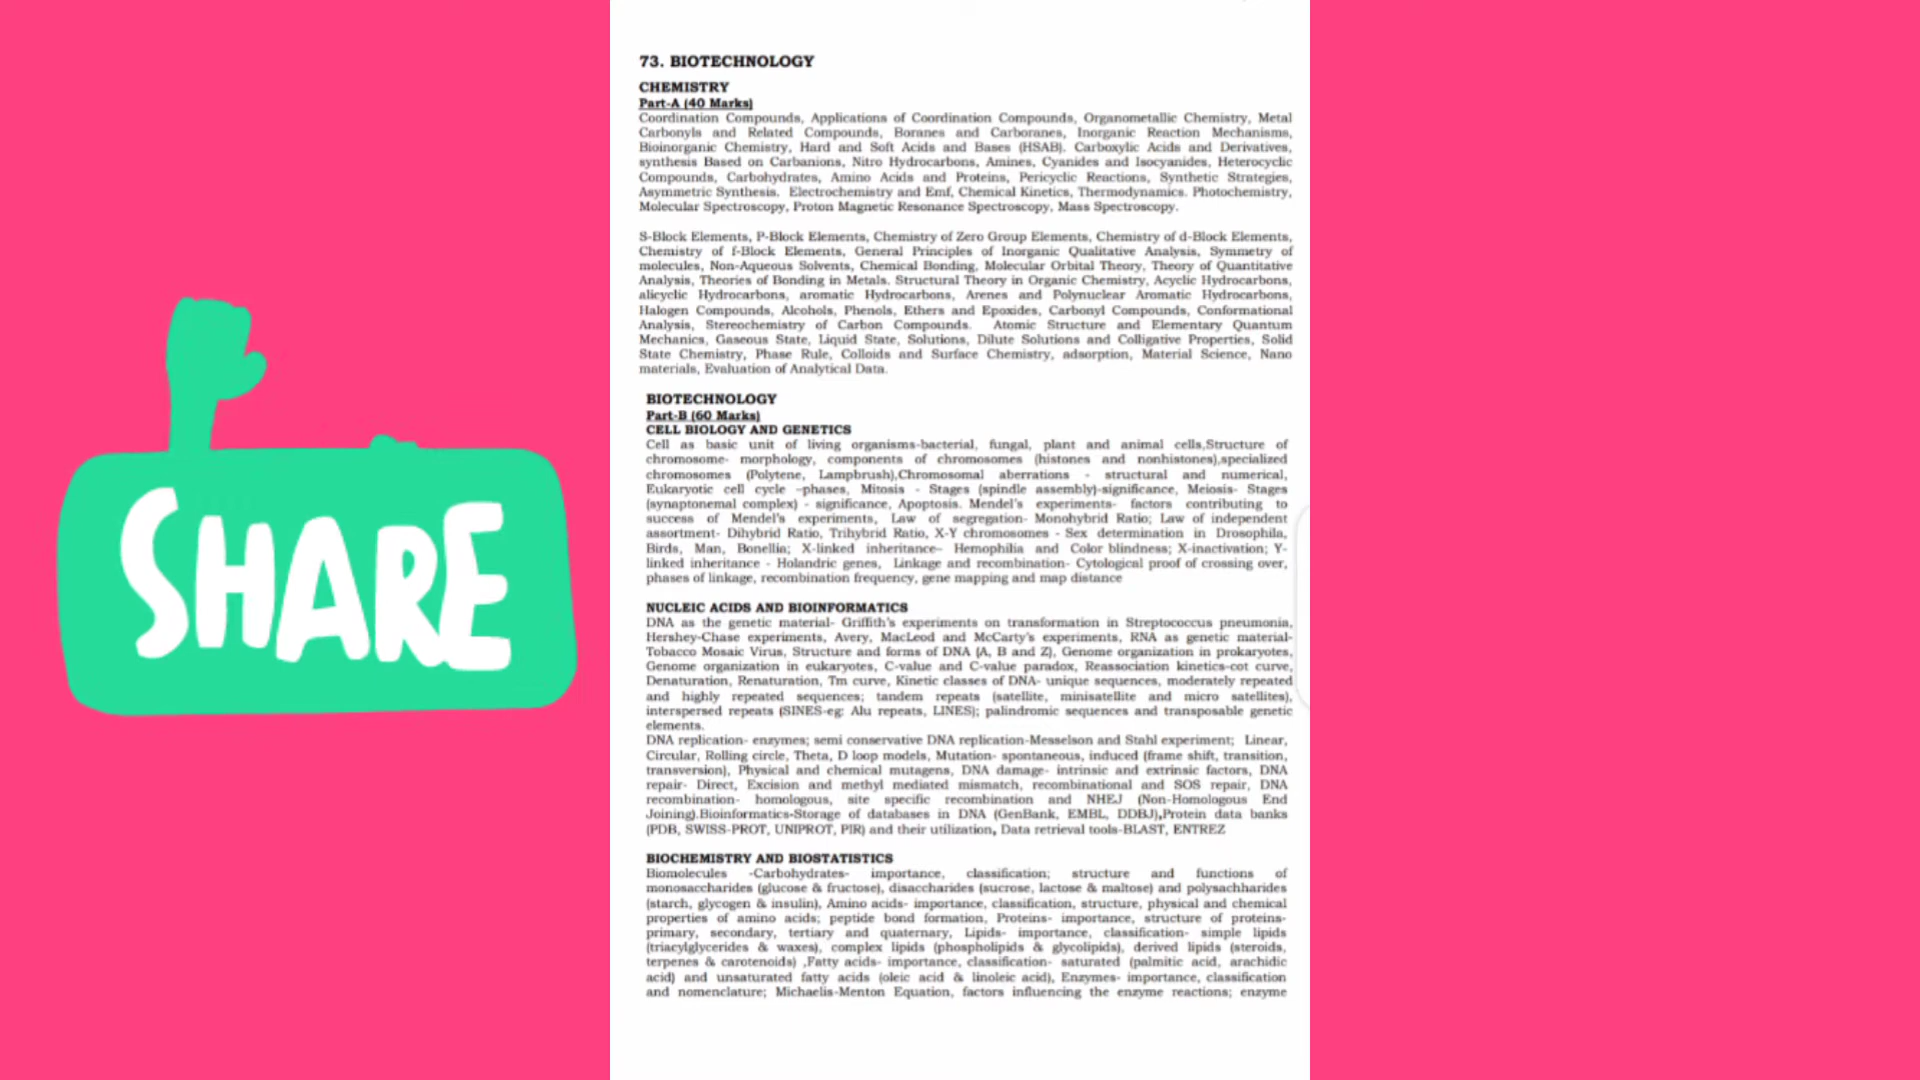 SHARE
73. BIOTECHNOLOGY
CHEMISTRY
Part-A (40 Marks)
Coordination Compounds, Applications of Coordination Compounds, Organometallic Chemistry, Metal
Carbonyls and Related Compounds, Boranes and Carboranes, Inorganic Reaction Mechanisms,
Bioinorganic Chemistry, Hard and Soft Acids and Bases (HSAB). Carboxylic Acids and Derivatives,
synthesis Based on Carbanions, Nitro Hydrocarbons, Amines, Cyanides and Isocyanides, Heterocyclic
Compounds, Carbohydrates, Amino Acids and Proteins, Pericyclic Reactions, Synthetic Strategies,
Asymmetric Synthesis. Electrochemistry and Emf, Chemical Kinetics, Thermodynamics. Photochemistry,
Molecular Spectroscopy, Proton Magnetic Resonance Spectroscopy, Mass Spectroscopy.
S-Block Elements, P-Block Elements, Chemistry of Zero Group Elements, Chemistry of d-Block Elements,
Chemistry of f-Block Elements, General Principles of Inorganic Qualitative Analysis, Symmetry of
molecules, Non-Aqueous Solvents, Chemical Bonding, Molecular Orbital Theory, Theory of Quantitative
Analysis, Theories of Bonding in Metals. Structural Theory in Organic Chemistry, Acyclic Hydrocarbons,
alicyclic Hydrocarbons, aromatic Hydrocarbons, Arenes and Polynuclear Aromatic Hydrocarbons,
Halogen Compounds, Alcohols, Phenols, Ethers and Epoxides, Carbonyl Compounds, Conformational
Analysis, Stereochemistry of Carbon Compounds. Atomic Structure and Elementary Quantum
Mechanics, Gaseous State, Liquid State, Solutions, Dilute Solutions and Colligative Properties, Solid
State Chemistry, Phase Rule, Colloids and Surface Chemistry, adsorption, Material Science, Nano
materials, Evaluation of Analytical Data.
BIOTECHNOLOGY
Part-B (60 Marks)
CELL BIOLOGY AND GENETICS
Cell as basic unit of living organisms-bacterial, fungal, plant and animal cells,Structure of
chromosome- morphology, components of chromosomes (histones and nonhistones),specialized
chromosomes (Polytene, Lampbrush),Chromosomal aberrations - structural and numerical,
Eukaryotic cell cycle –phases, Mitosis - Stages (spindle assembly)-significance, Meiosis- Stages
(synaptonemal complex) - significance, Apoptosis. Mendel's experiments- factors contributing to
success of Mendel's experiments, Law of segregation- Monohybrid Ratio; Law of independent
assortment- Dihybrid Ratio, Trihybrid Ratio, X-Y chromosomes - Sex determination in Drosophila,
Birds, Man, Bonellia; X-linked inheritance– Hemophilia and Color blindness; X-inactivation; Y-
linked inheritance - Holandric genes, Linkage and recombination- Cytological proof of crossing over,
phases of linkage, recombination frequency, gene mapping and map distance
NUCLEIC ACIDS AND BIOINFORMATICS
DNA as the genetic material- Griffith's experiments on transformation in Streptococcus pneumonia,
Hershey-Chase experiments, Avery, MacLeod and McCarty's experiments, RNA as genetic material-
Tobacco Mosaic Virus, Structure and forms of DNA (A, B and Z), Genome organization in prokaryotes,
Genome organization in eukaryotes, C-value and C-value paradox, Reassociation kinetics-cot curve,
Denaturation, Renaturation, Tm curve, Kinetic classes of DNA- unique sequences, moderately repeated
and highly repeated sequences; tandem repeats (satellite, minisatellite and micro satellites),
interspersed repeats (SINES-eg: Alu repeats, LINES); palindromic sequences and transposable genetic
elements.
DNA replication- enzymes; semi conservative DNA replication-Messelson and Stahl experiment; Linear,
Circular, Rolling circle, Theta, D loop models, Mutation- spontaneous, induced (frame shift, transition,
transversion), Physical and chemical mutagens, DNA damage- intrinsic and extrinsic factors, DNA
repair- Direct, Excision and methyl mediated mismatch, recombinational and SOS repair, DNA
recombination- homologous, site specific recombination and NHEJ (Non-Homologous End
Joining).Bioinformatics-Storage of databases in DNA (GenBank, EMBL, DDBJ),Protein data banks
(PDB, SWISS-PROT, UNIPROT, PIR) and their utilization, Data retrieval tools-BLAST, ENTREZ
BIOCHEMISTRY AND BIOSTATISTICS
Biomolecules -Carbohydrates- importance, classification; structure and functions of
monosaccharides (glucose & fructose), disaccharides (sucrose, lactose & maltose) and polysachharides
(starch, glycogen & insulin), Amino acids- importance, classification, structure, physical and chemical
properties of amino acids; peptide bond formation, Proteins- importance, structure of proteins-
primary, secondary, tertiary and quaternary, Lipids- importance, classification- simple lipids
(triacylglycerides & waxes), complex lipids (phospholipids & glycolipids), derived lipids (steroids,
terpenes & carotenoids) ,Fatty acids- importance, classification- saturated (palmitic acid, arachidic
acid) and unsaturated fatty acids (oleic acid & linoleic acid), Enzymes- importance, classification
and nomenclature; Michaelis-Menton Equation, factors influencing the enzyme reactions; enzyme